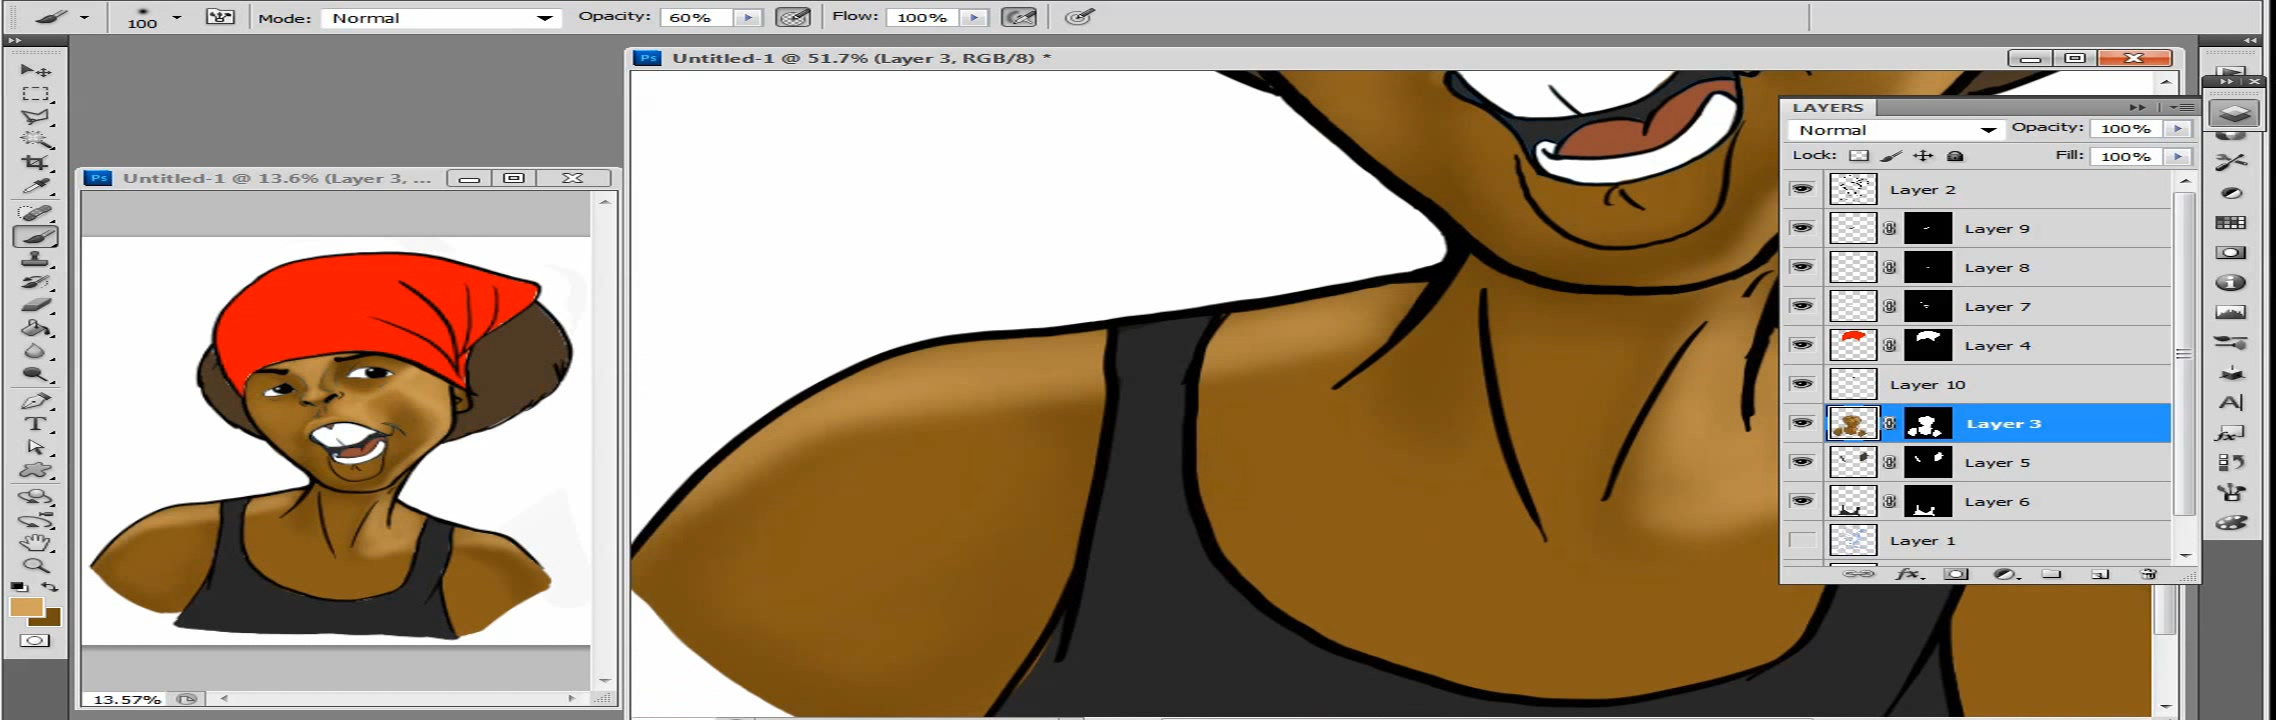 100 Mode: Normal Opacity: 60% Flow: 100%
Ps Untitled-1 @ 51.7% (Layer 3, RGB/8) *
Ps Untitled-1 @ 13.6% (Layer 3, ...
13.57%
LAYERS
Normal Opacity: 100%
Lock: Fill: 100%
Layer 2
Layer 9
Layer 8
Layer 7
Layer 4
Layer 10
Layer 3
Layer 5
Layer 6
Layer 1